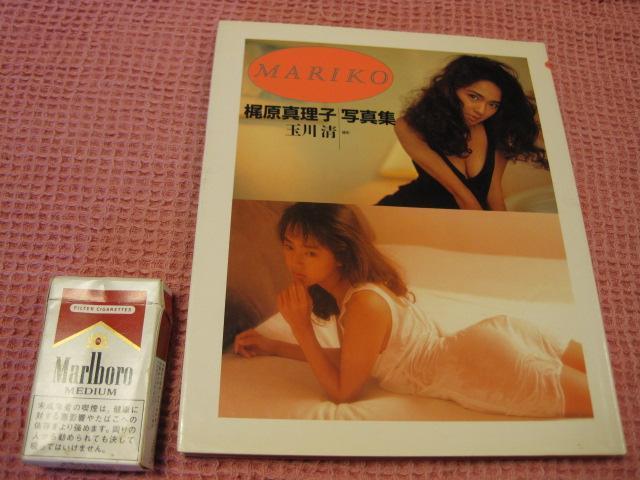 MARIKO
梶原真理子 写真集
玉川清 撮影
FILTER CIGARETTES
Marlboro
MEDIUM
未成年者の喫煙は、健康に
対する悪影響やたばこへの
依存をより強めます。周りの
人から勧められても決して
吸ってはいけません。